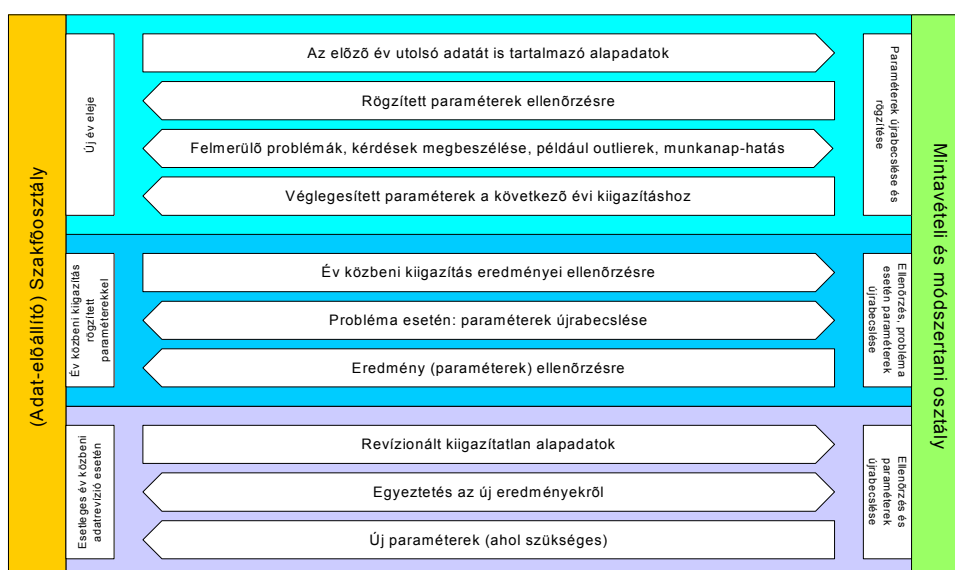 (Adat-elõállító) Szakfõosztály
Új év eleje
Az elõzõ év utolsó adatát is tartalmazó alapadatok
Rögzített paraméterek ellenõrzésre
Felmerülõ problémák, kérdések megbeszélése, például outlierek, munkanap-hatás
Véglegesített paraméterek a következõ évi kiigazításhoz
Paraméterek újrabecslése és
rögzítése
Év közbeni kiigazítás
rögzített
paraméterekkel
Év közbeni kiigazítás eredményei ellenõrzésre
Probléma esetén: paraméterek újrabecslése
Eredmény (paraméterek) ellenõrzésre
Ellenõrzés, probléma
esetén paraméterek
újrabecslése
Esetleges év közbeni
adatrevízió esetén
Revízionált kiigazítatlan alapadatok
Egyeztetés az új eredményekrõl
Új paraméterek (ahol szükséges)
Ellenõrzés és
paraméterek
újrabecslése
Mintavételi és módszertani osztály